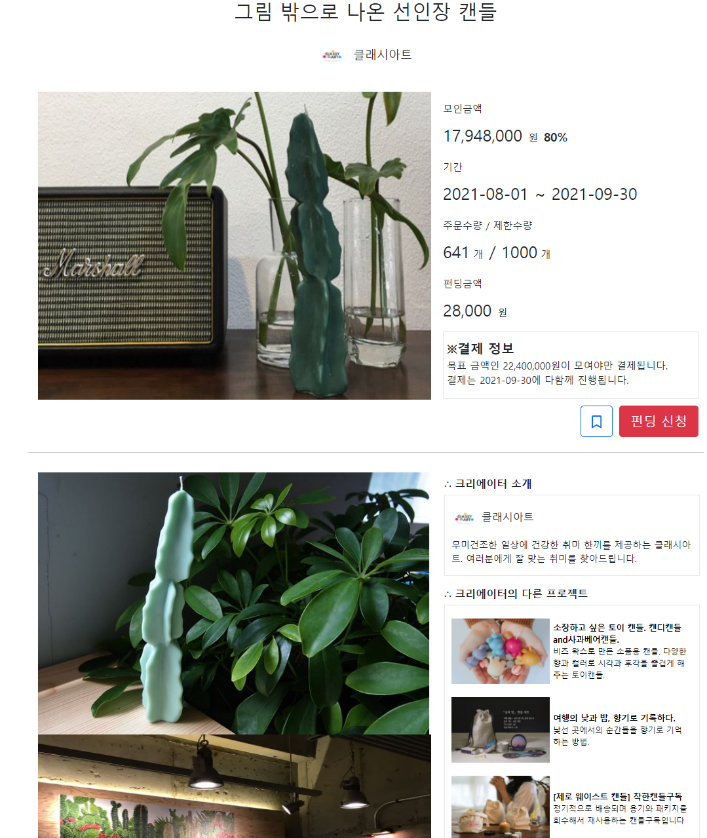 그림 밖으로 나온 선인장 캔들
클래시아트
모인금액
17,948,000 원 80%
기간
2021-08-01 ~ 2021-09-30
주문수량 / 제한수량
641 개 / 1000 개
펀딩금액
28,000 원
※결제 정보
목표 금액인 22,400,000원이 모여야만 결제됩니다.
결제는 2021-09-30에 다함께 진행됩니다.
펀딩 신청
Marshall
∴ 크리에이터 소개
클래시아트
무미건조한 일상에 건강한 취미 한끼를 제공하는 클래시아
트. 여러분에게 잘 맞는 취미를 찾아드립니다.
∴ 크리에이터의 다른 프로젝트
소장하고 싶은 토이 캔들. 캔디캔들
and사과베어캔들.
비즈 왁스로 만든 소품용 캔들. 다양한
향과 컬러로 시각과 후각을 즐겁게 해
주는 토이캔들.
여행의 낮과 밤, 향기로 기록하다.
낯선 곳에서의 순간들을 향기로 기억
하는 방법.
[제로 웨이스트 캔들] 착한캔들구독
정기적으로 배송되며 용기와 패키지를
회수해서 재사용하는 캔들구독입니다